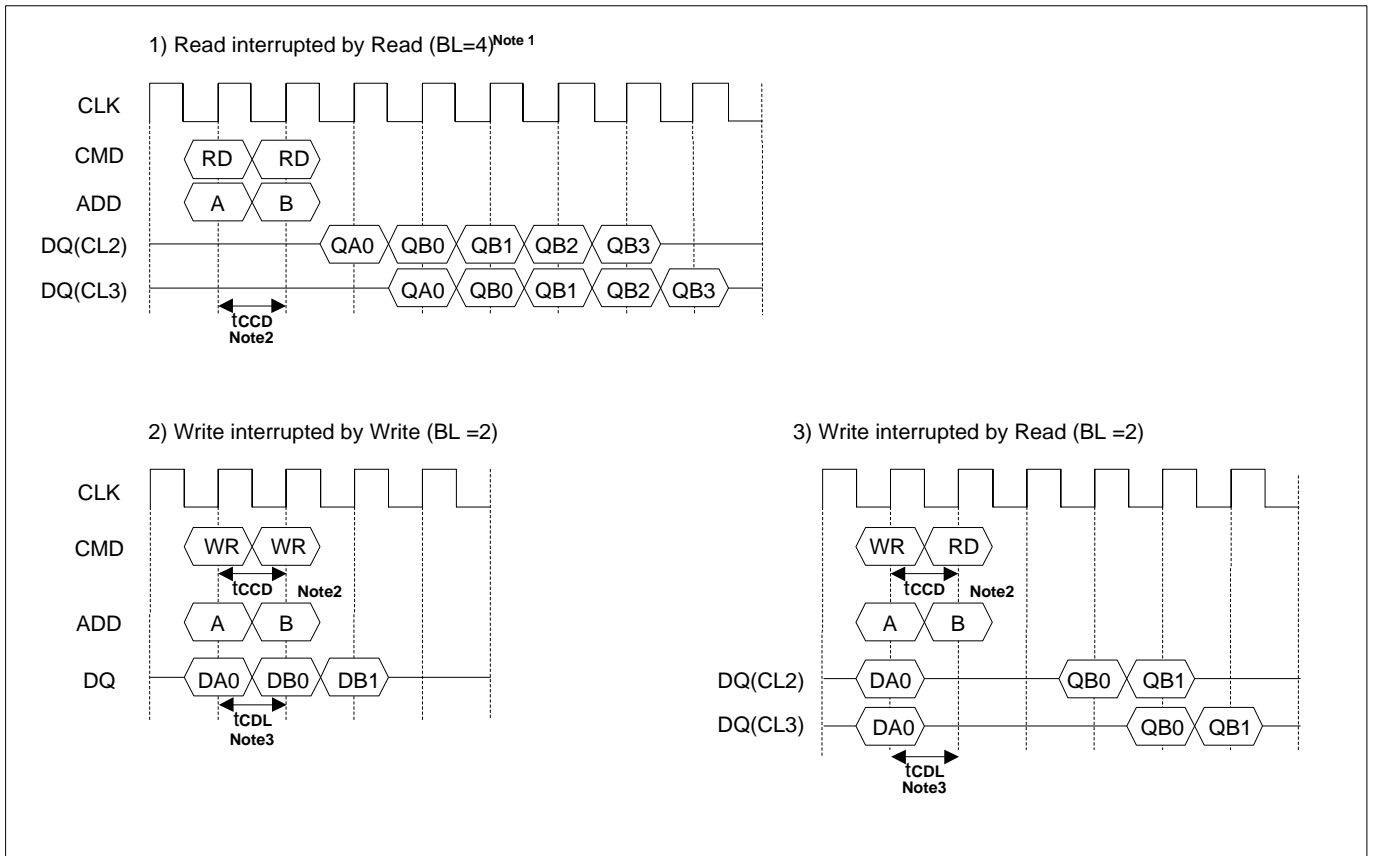 1) Read interrupted by Read (BL=4)Note 1
CLK
CMD RD RD
ADD A B
DQ(CL2) QA0 QB0 QB1 QB2 QB3
DQ(CL3) QA0 QB0 QB1 QB2 QB3
tCCD
Note2
2) Write interrupted by Write (BL =2)
CLK
CMD WR WR
tCCD Note2
ADD A B
DQ DA0 DB0 DB1
tCDL
Note3
3) Write interrupted by Read (BL =2)
WR RD
tCCD Note2
A B
DQ(CL2) DA0 QB0 QB1
DQ(CL3) DA0 QB0 QB1
tCDL
Note3